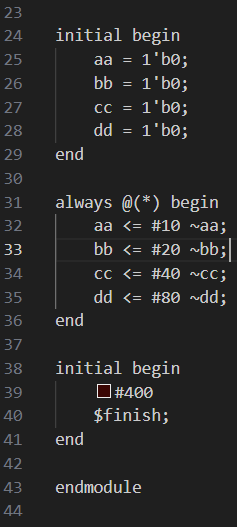 23
24 initial begin
25     aa = 1'b0;
26     bb = 1'b0;
27     cc = 1'b0;
28     dd = 1'b0;
29 end
30
31 always @(*) begin
32     aa <= #10 ~aa;
33     bb <= #20 ~bb;
34     cc <= #40 ~cc;
35     dd <= #80 ~dd;
36 end
37
38 initial begin
39     #400
40     $finish;
41 end
42
43 endmodule
44